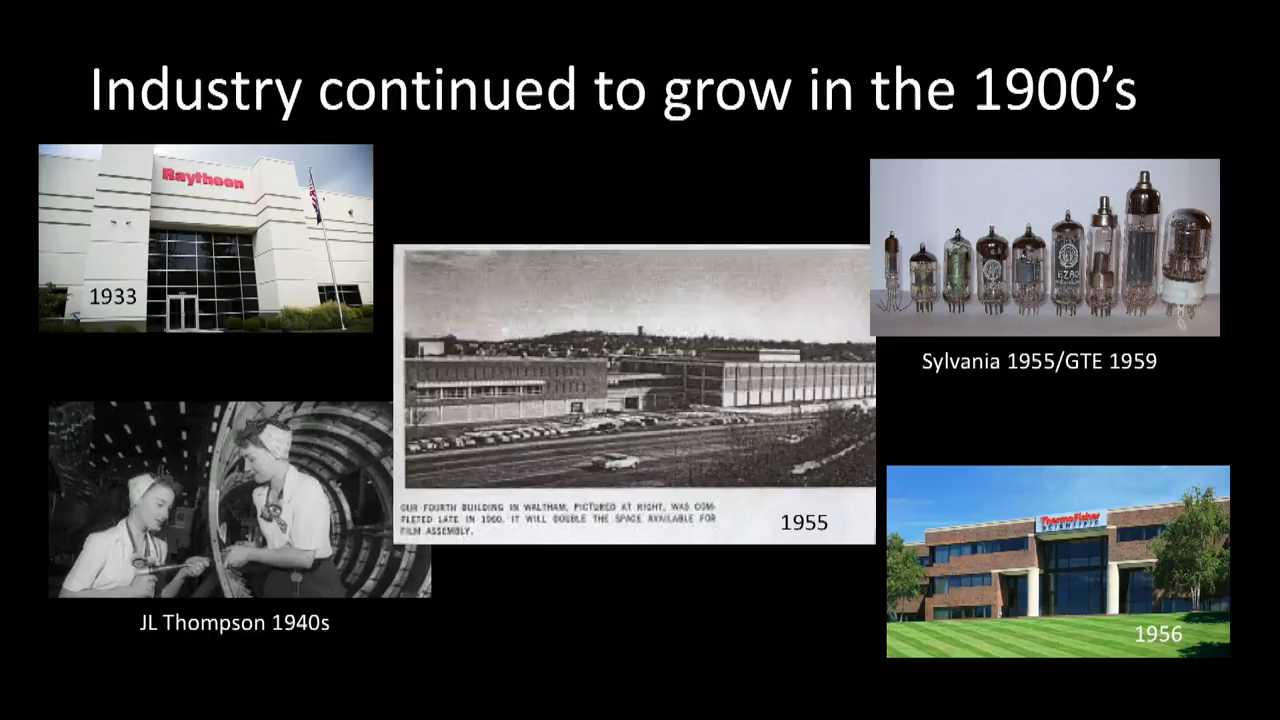 Industry continued to grow in the 1900’s
Raytheon
1933
EZ80
Sylvania 1955/GTE 1959
OUR FOURTH BUILDING IN WALTHAM, PICTURED AT RIGHT, WAS COM-
PLETED LATE IN 1960. IT WILL DOUBLE THE SPACE AVAILABLE FOR
FILM ASSEMBLY.
1955
JL Thompson 1940s
ThermoFisher
SCIENTIFIC
1956